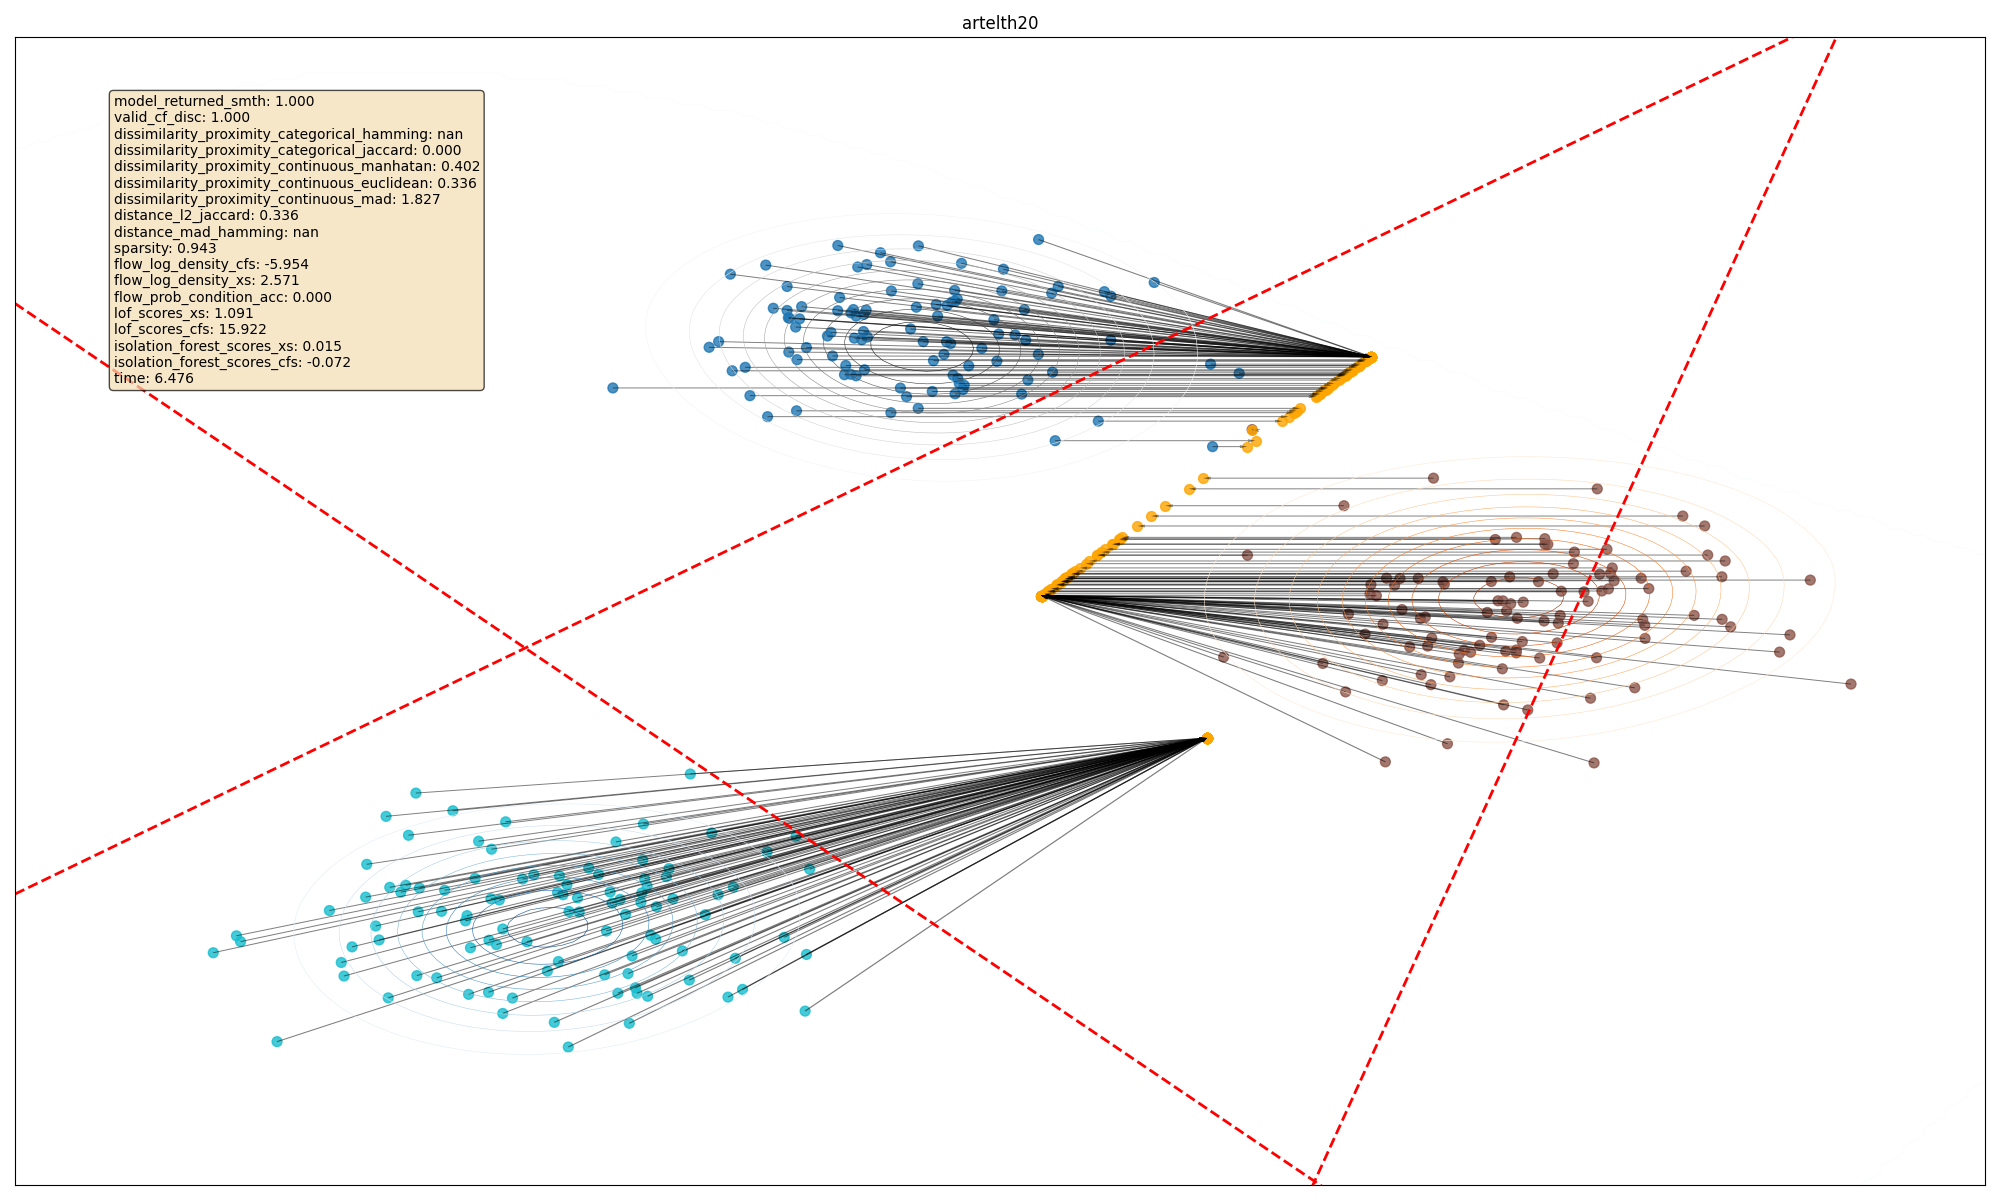 artelth20
model_returned_smth: 1.000
valid_cf_disc: 1.000
dissimilarity_proximity_categorical_hamming: nan
dissimilarity_proximity_categorical_jaccard: 0.000
dissimilarity_proximity_continuous_manhatan: 0.402
dissimilarity_proximity_continuous_euclidean: 0.336
dissimilarity_proximity_continuous_mad: 1.827
distance_l2_jaccard: 0.336
distance_mad_hamming: nan
sparsity: 0.943
flow_log_density_cfs: -5.954
flow_log_density_xs: 2.571
flow_prob_condition_acc: 0.000
lof_scores_xs: 1.091
lof_scores_cfs: 15.922
isolation_forest_scores_xs: 0.015
isolation_forest_scores_cfs: -0.072
time: 6.476